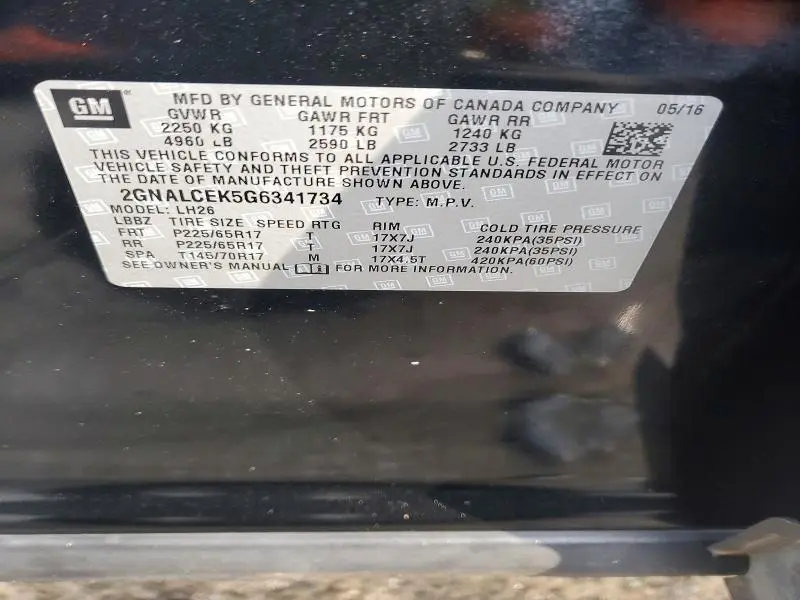 GM ® MFD BY GENERAL MOTORS OF CANADA COMPANY 05/16
GVWR GAWR FRT GAWR RR
2250 KG 1175 KG 1240 KG
4960 LB 2590 LB 2733 LB
THIS VEHICLE CONFORMS TO ALL APPLICABLE U.S. FEDERAL MOTOR
VEHICLE SAFETY AND THEFT PREVENTION STANDARDS IN EFFECT ON
THE DATE OF MANUFACTURE SHOWN ABOVE.
2GNALCEK5G6341734 TYPE: M.P.V.
MODEL: LH26
LBBZ TIRE SIZE SPEED RTG RIM COLD TIRE PRESSURE
FRT P225/65R17 T 17X7J 240KPA(35PSI)
RR P225/65R17 T 17X7J 240KPA(35PSI)
SPA T145/70R17 M 17X4.5T 420KPA(60PSI)
SEE OWNER'S MANUAL FOR MORE INFORMATION.